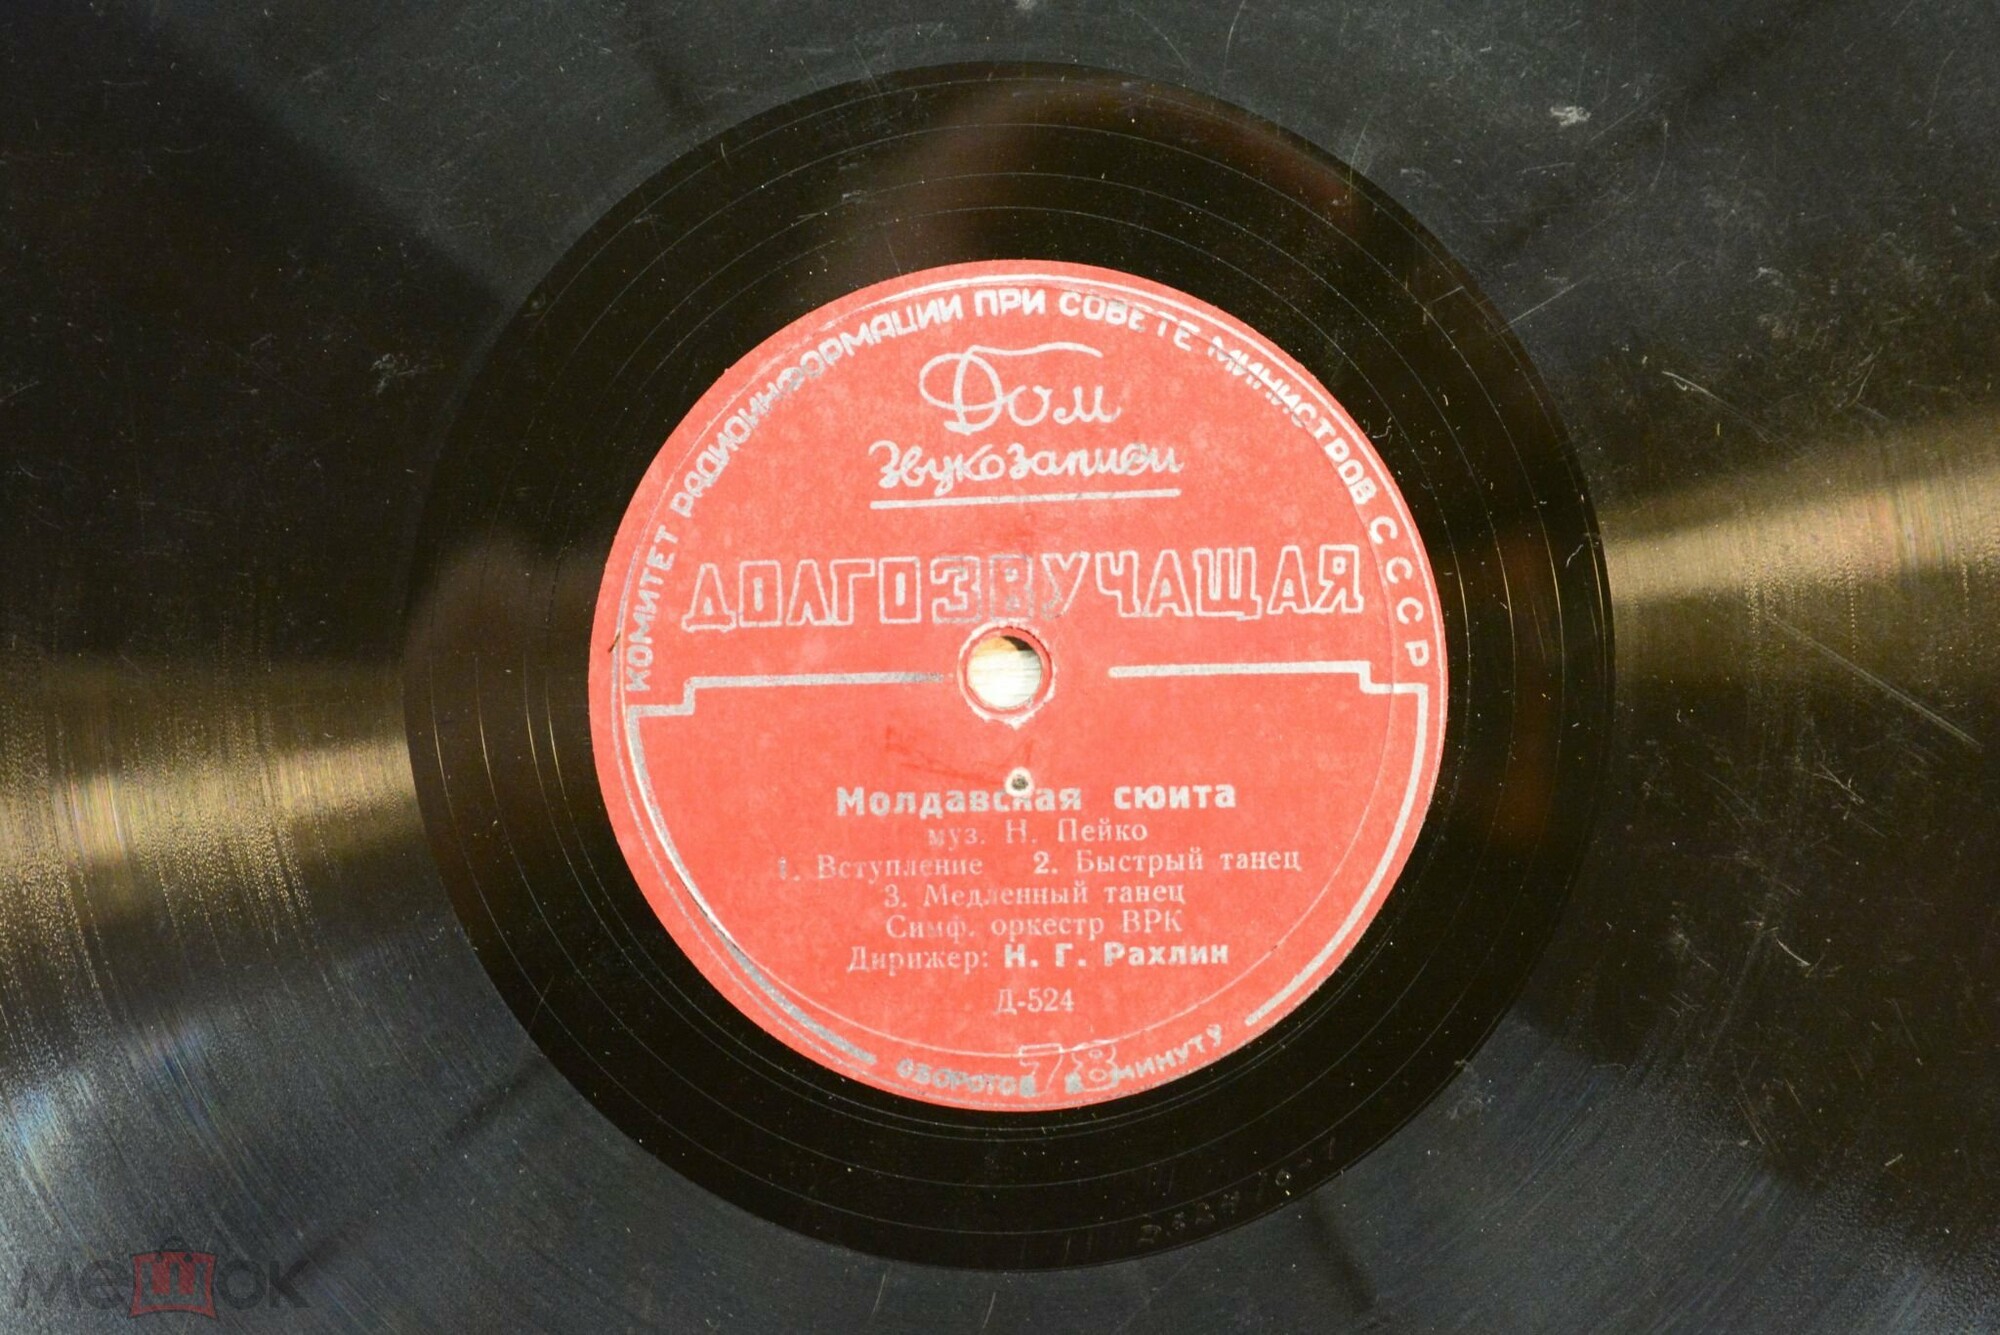 КОМИТЕТ РАДИОИНФОРМАЦИИ ПРИ СОВЕТЕ МИНИСТРОВ СССР
Дом
Звукозаписи
ДОЛГОЗВУЧАЩАЯ
Молдавская сюита
муз. Н. Пейко
1. Вступление 2. Быстрый танец
3. Медленный танец
Симф. оркестр ВРК
Дирижер: Н. Г. Рахлин
Д-524
ОБОРОТОВ 78 В МИНУТУ
мешок